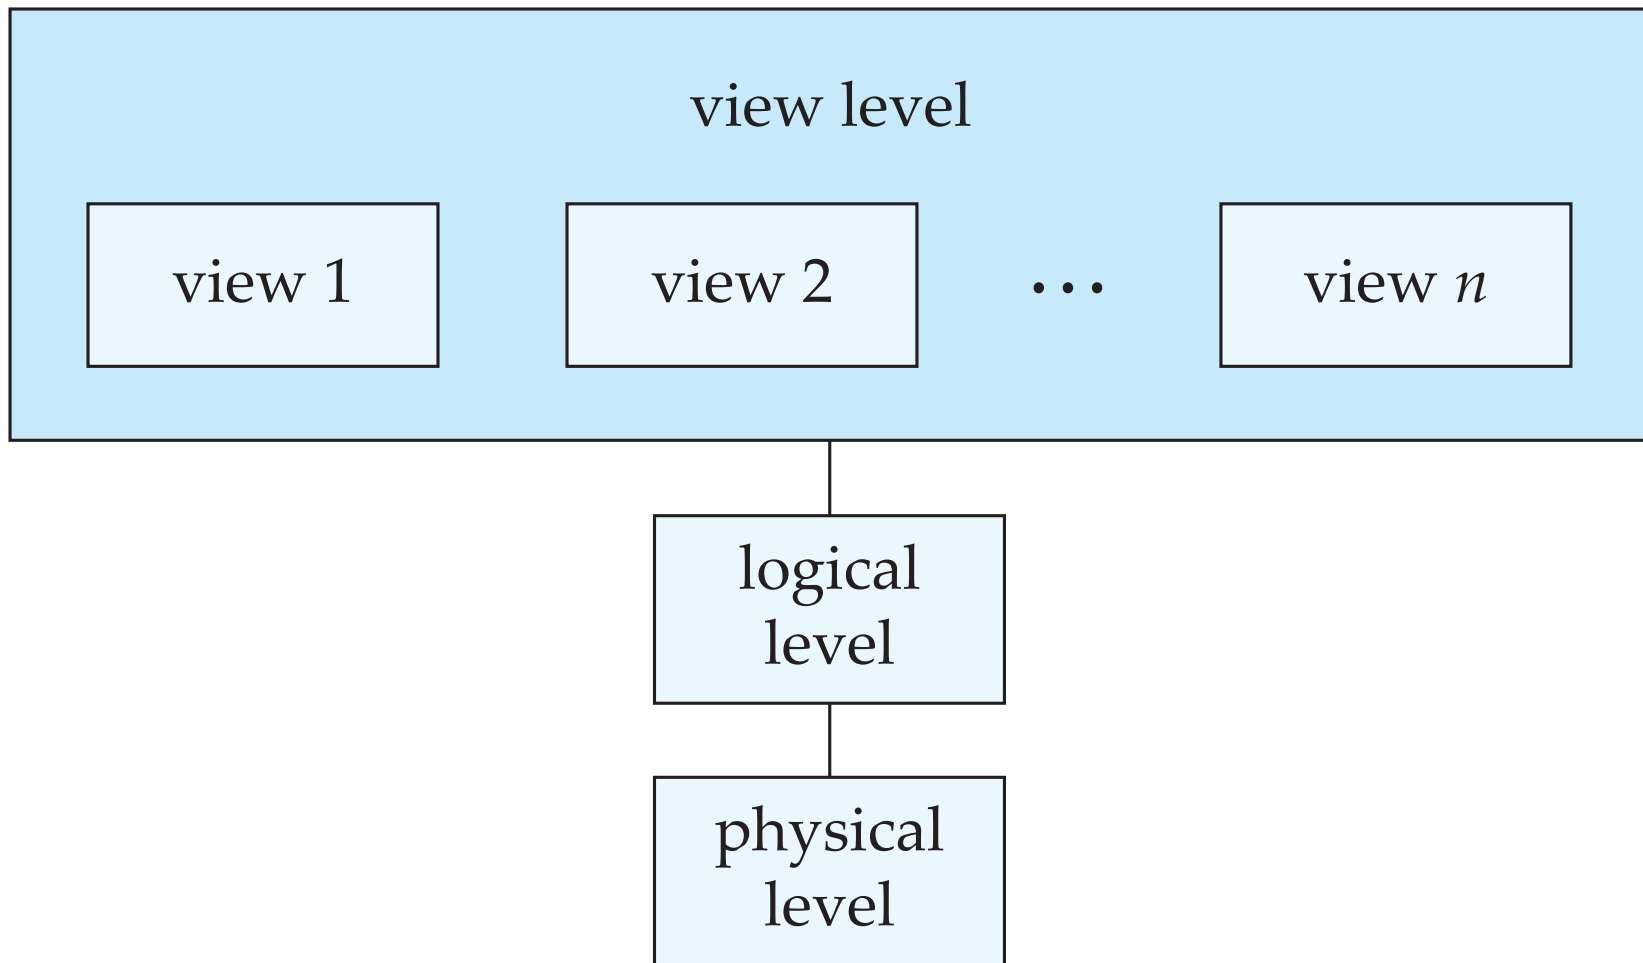 view level
view 1
view 2
...
view n
logical
level
physical
level